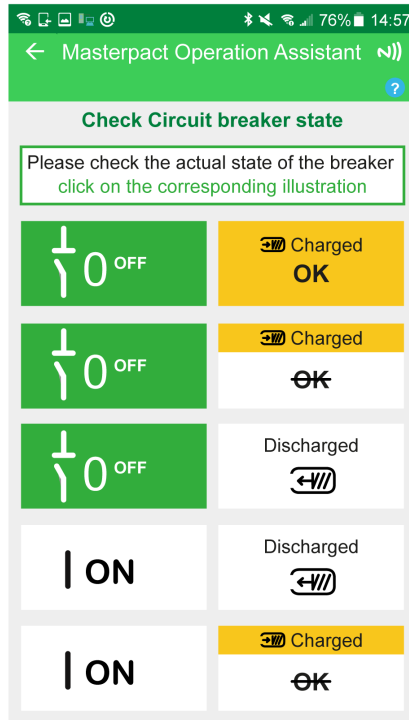 76% 14:57
Masterpact Operation Assistant
?
Check Circuit breaker state
Please check the actual state of the breaker
click on the corresponding illustration
0 OFF
Charged
OK
0 OFF
Charged
OK
0 OFF
Discharged
| ON
Discharged
| ON
Charged
OK